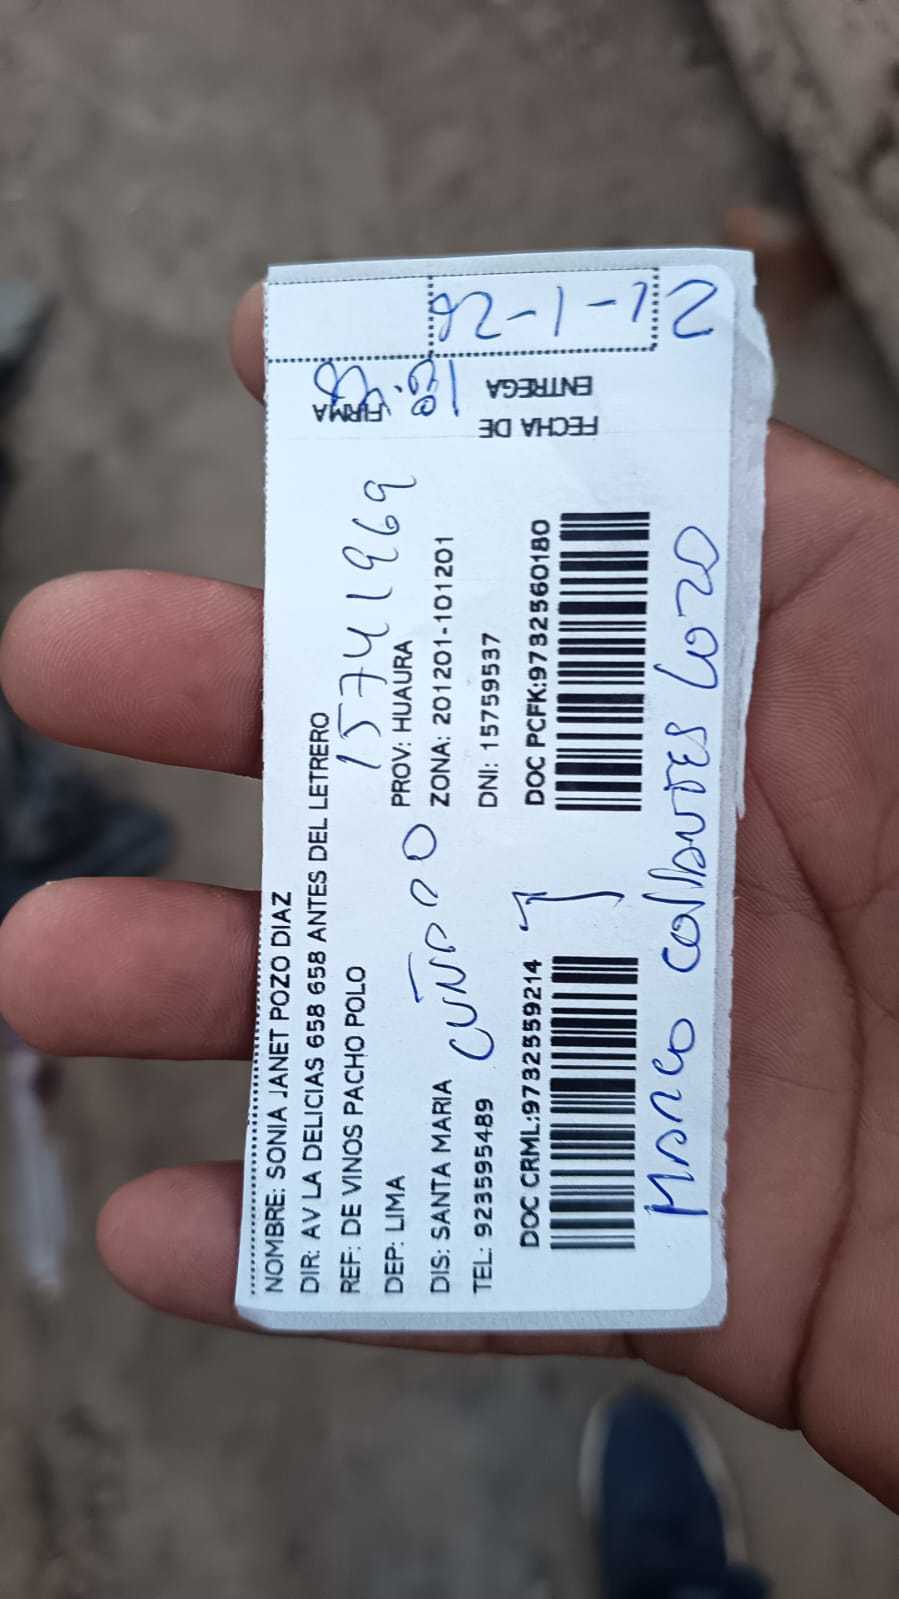 NOMBRE: SONIA JANET POZO DIAZ
DIR: AV LA DELICIAS 658 658 ANTES DEL LETRERO
REF: DE VINOS PACHO POLO
15741969
DEP: LIMA
PROV: HUAURA
DIS: SANTA MARIA
CUÑADO
ZONA: 201201-101201
TEL: 923595489
DNI: 15759537
DOC CRML:9732559214
DOC PCFK:9732560180
MARCO COLLANTES LOZO
FIRMA
FECHA DE
ENTREGA